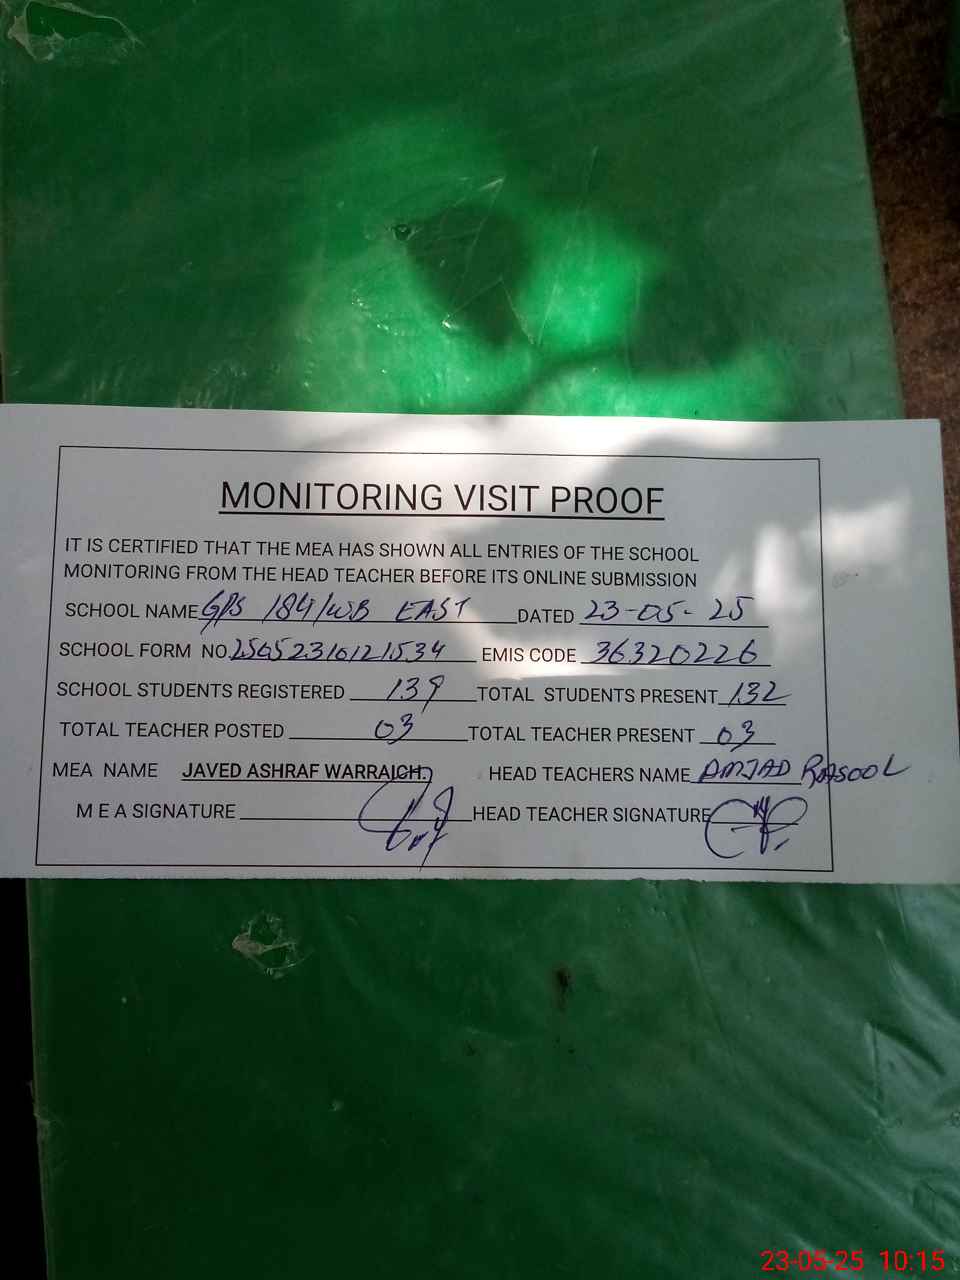 MONITORING VISIT PROOF
IT IS CERTIFIED THAT THE MEA HAS SHOWN ALL ENTRIES OF THE SCHOOL
MONITORING FROM THE HEAD TEACHER BEFORE ITS ONLINE SUBMISSION
SCHOOL NAME GPS 184/WB EAST DATED 23-05-25
SCHOOL FORM NO. EMIS CODE 36320226
SCHOOL STUDENTS REGISTERED 139 TOTAL STUDENTS PRESENT 132
TOTAL TEACHER POSTED 03 TOTAL TEACHER PRESENT 03
MEA NAME JAVED ASHRAF WARRAICH. HEAD TEACHERS NAME AMJAD RASOOL
M E A SIGNATURE HEAD TEACHER SIGNATURE
23-05-25 10:15